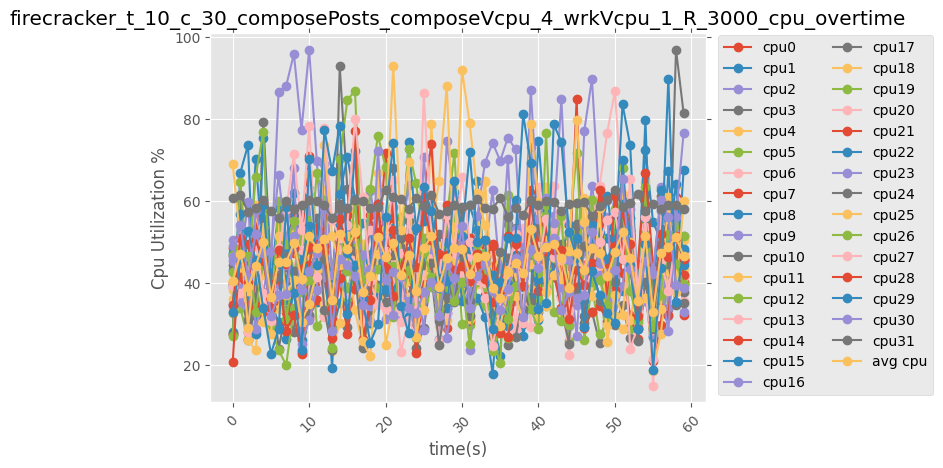 firecracker_t_10_c_30_composePosts_composeVcpu_4_wrkVcpu_1_R_3000_cpu_overtime
Cpu Utilization %
100
80
60
40
20
0
10
20
30
40
50
60
time(s)
cpu0
cpu1
cpu2
cpu3
cpu4
cpu5
cpu6
cpu7
cpu8
cpu9
cpu10
cpu11
cpu12
cpu13
cpu14
cpu15
cpu16
cpu17
cpu18
cpu19
cpu20
cpu21
cpu22
cpu23
cpu24
cpu25
cpu26
cpu27
cpu28
cpu29
cpu30
cpu31
avg cpu